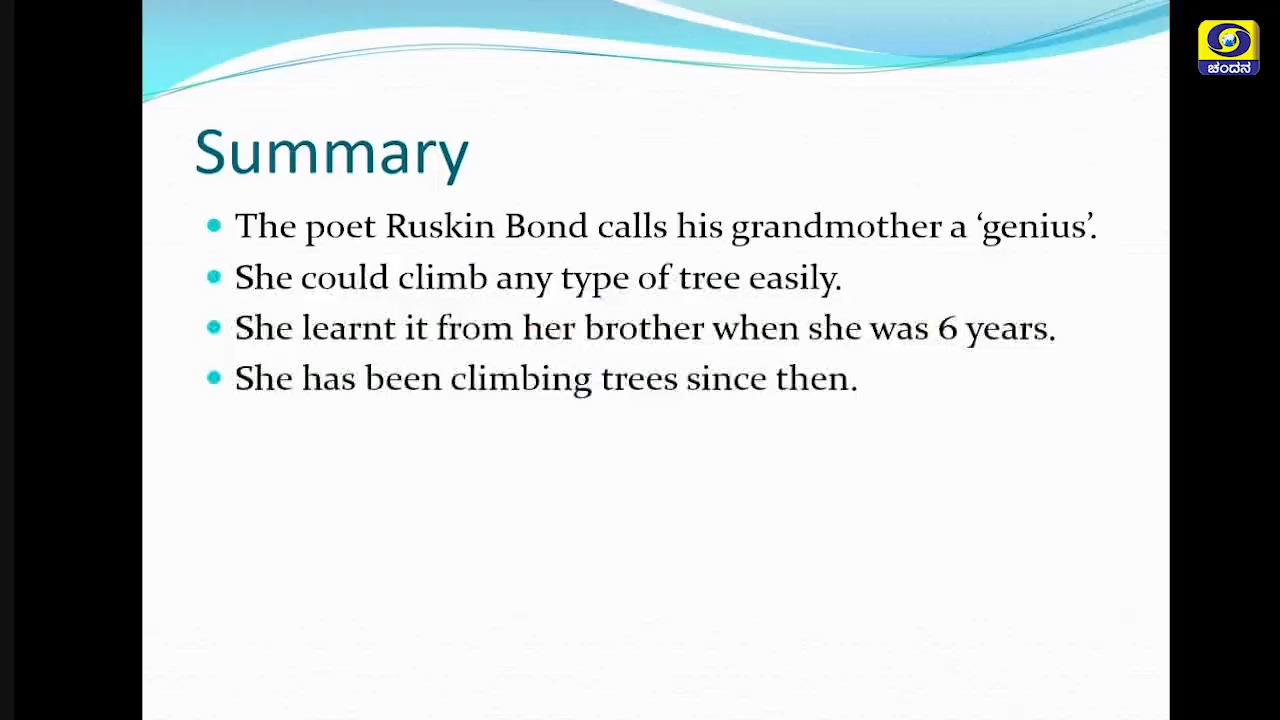 ಚಂದನ
Summary
The poet Ruskin Bond calls his grandmother a ‘genius’.
She could climb any type of tree easily.
She learnt it from her brother when she was 6 years.
She has been climbing trees since then.